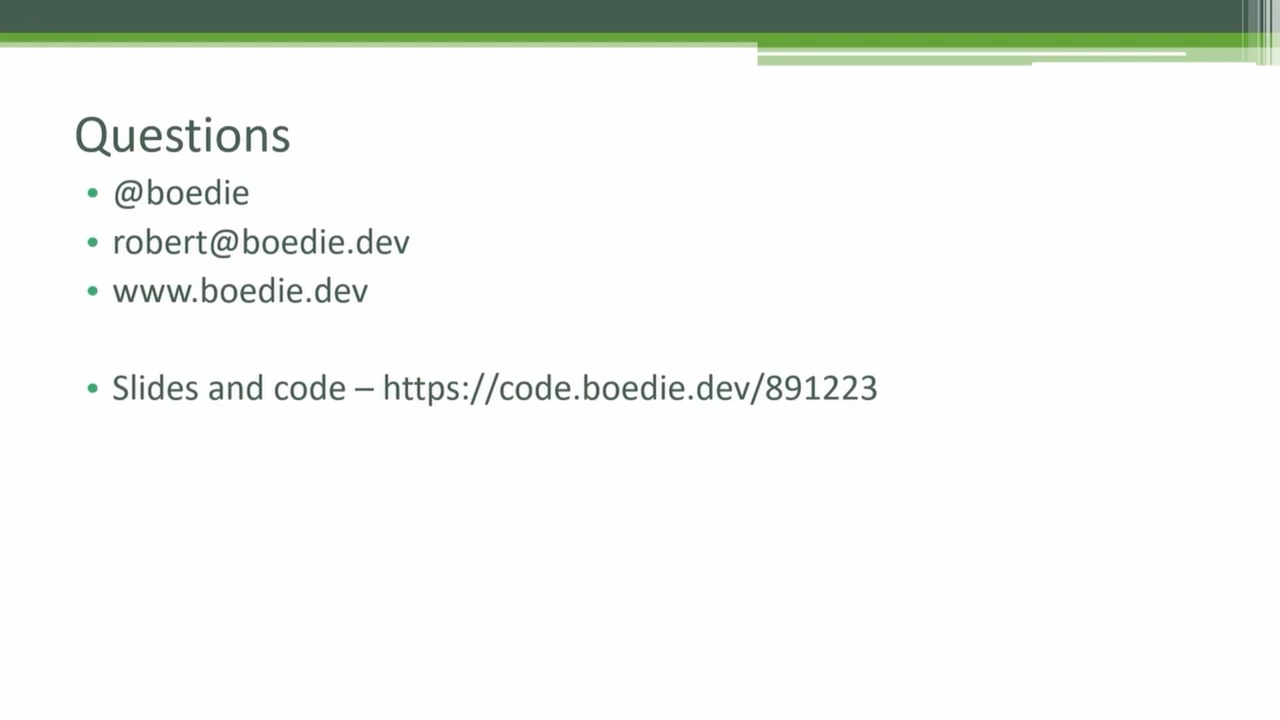 Questions
• @boedie
• robert@boedie.dev
• www.boedie.dev
• Slides and code – https://code.boedie.dev/891223